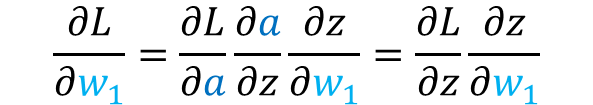 ∂L/∂w₁ = ∂L/∂a ∂a/∂z ∂z/∂w₁ = ∂L/∂z ∂z/∂w₁